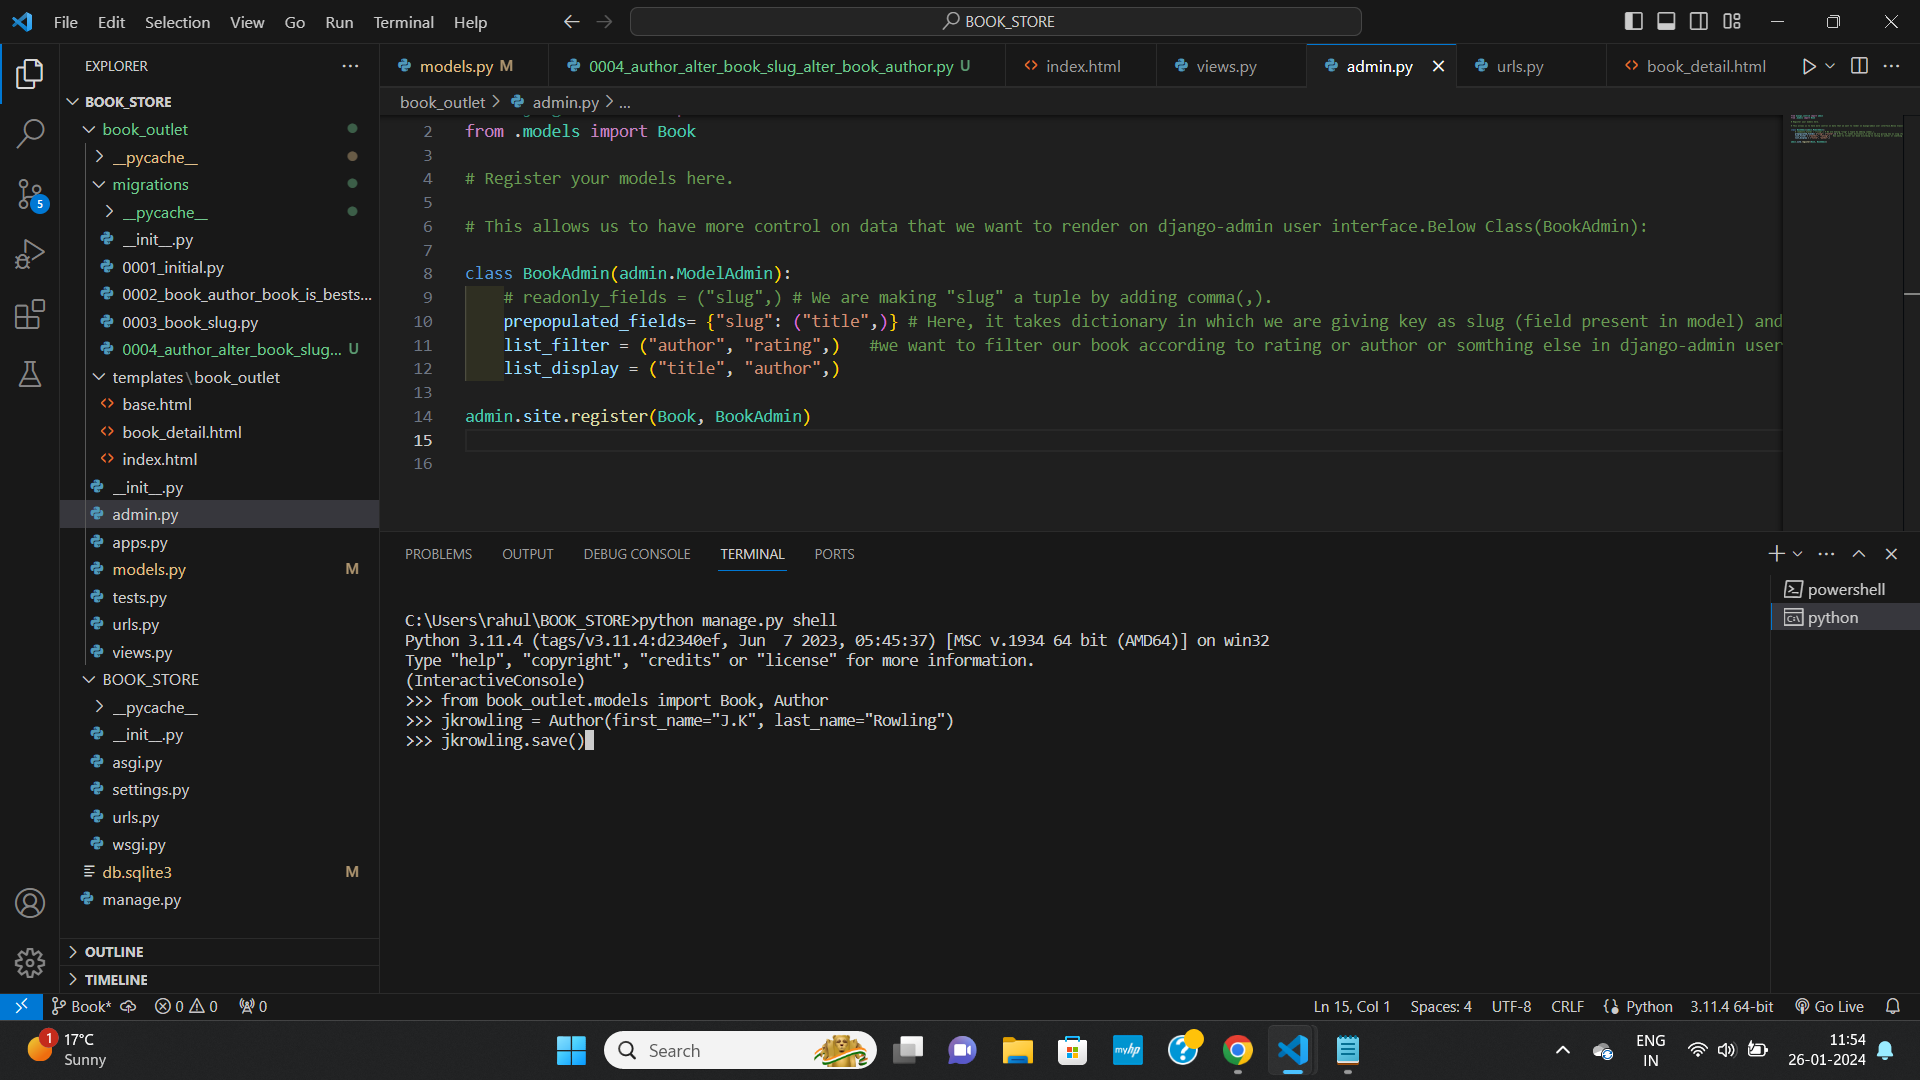 File Edit Selection View Go Run Terminal Help
BOOK_STORE
EXPLORER
BOOK_STORE
book_outlet
__pycache__
migrations
__pycache__
__init__.py
0001_initial.py
0002_book_author_book_is_bests...
0003_book_slug.py
0004_author_alter_book_slug... U
templates\book_outlet
base.html
book_detail.html
index.html
__init__.py
admin.py
apps.py
models.py M
tests.py
urls.py
views.py
BOOK_STORE
__pycache__
__init__.py
asgi.py
settings.py
urls.py
wsgi.py
db.sqlite3 M
manage.py
OUTLINE
TIMELINE
5
models.py M
0004_author_alter_book_slug_alter_book_author.py U
index.html
views.py
admin.py
urls.py
book_detail.html
book_outlet > admin.py > ...
2 from .models import Book
3
4 # Register your models here.
5
6 # This allows us to have more control on data that we want to render on django-admin user interface.Below Class(BookAdmin):
7
8 class BookAdmin(admin.ModelAdmin):
9 # readonly_fields = ("slug",) # We are making "slug" a tuple by adding comma(,).
10 prepopulated_fields= {"slug": ("title",)} # Here, it takes dictionary in which we are giving key as slug (field present in model) and
11 list_filter = ("author", "rating",) #we want to filter our book according to rating or author or somthing else in django-admin user
12 list_display = ("title", "author",)
13
14 admin.site.register(Book, BookAdmin)
15
16
PROBLEMS OUTPUT DEBUG CONSOLE TERMINAL PORTS
powershell
python
C:\Users\rahul\BOOK_STORE>python manage.py shell
Python 3.11.4 (tags/v3.11.4:d2340ef, Jun  7 2023, 05:45:37) [MSC v.1934 64 bit (AMD64)] on win32
Type "help", "copyright", "credits" or "license" for more information.
(InteractiveConsole)
>>> from book_outlet.models import Book, Author
>>> jkrowling = Author(first_name="J.K", last_name="Rowling")
>>> jkrowling.save()
Book* 0 0 0
Ln 15, Col 1 Spaces: 4 UTF-8 CRLF Python 3.11.4 64-bit Go Live
1
17°C
Sunny
Search
myhp
ENG
IN
11:54
26-01-2024